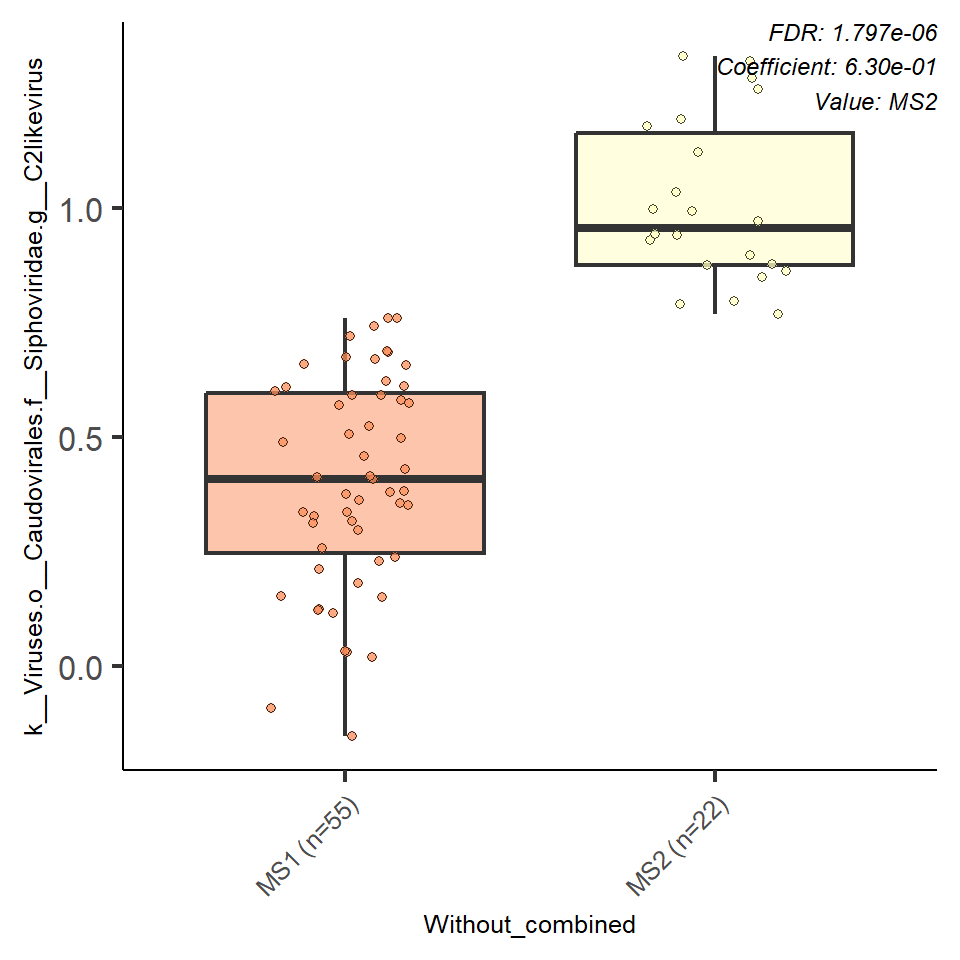 FDR: 1.797e-06
Coefficient: 6.30e-01
Value: MS2
k__Viruses.o__Caudovirales.f__Siphoviridae.g__C2likevirus
1.0
0.5
0.0
MS1 (n=55)
MS2 (n=22)
Without_combined